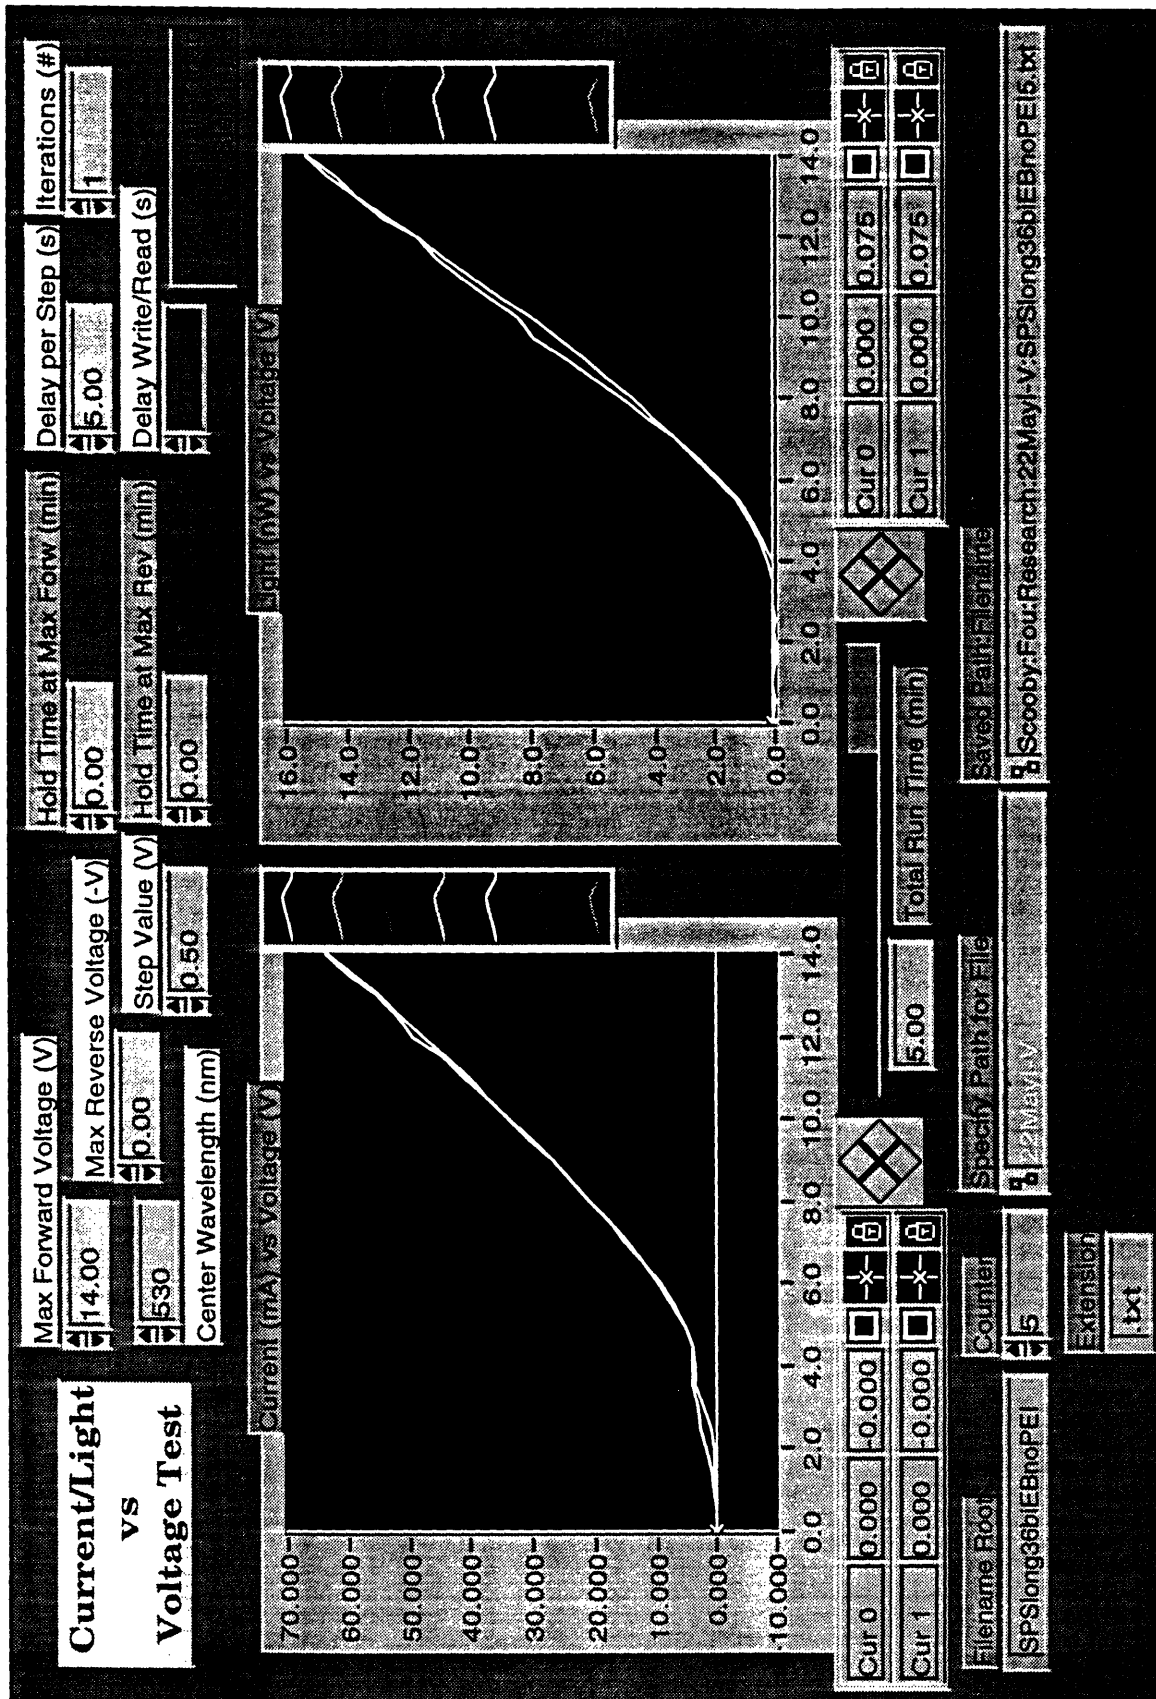 Current/Light
vs
Voltage Test
Max Forward Voltage (V)
14.00
Max Reverse Voltage (-V)
0.00
530
Center Wavelength (nm)
Step Value (V)
0.50
Hold Time at Max Forw (min)
0.00
Hold Time at Max Rev (min)
0.00
Delay per Step (s)
5.00
Iterations (#)
1
Delay Write/Read (s)
Current (mA) vs Voltage (V)
70.000
60.000
50.000
40.000
30.000
20.000
10.000
0.000
-10.000
0.0 2.0 4.0 6.0 8.0 10.0 12.0 14.0
Light (nW) vs Voltage (V)
16.0
14.0
12.0
10.0
8.0
6.0
4.0
2.0
0.0
0.0 2.0 4.0 6.0 8.0 10.0 12.0 14.0
Cur 0 0.000 -0.000
Cur 1 0.000 -0.000
5.00 Total Run Time (min)
Cur 0 0.000 0.075
Cur 1 0.000 0.075
Filename Root
SPSlong36blEBnoPEI
Counter
5
Specify Path for File
22MayI-V
Saved Path:Filename
Scooby:Fou:Research:22MayI-V:SPSlong36blEBnoPEI5.txt
Extension
.txt